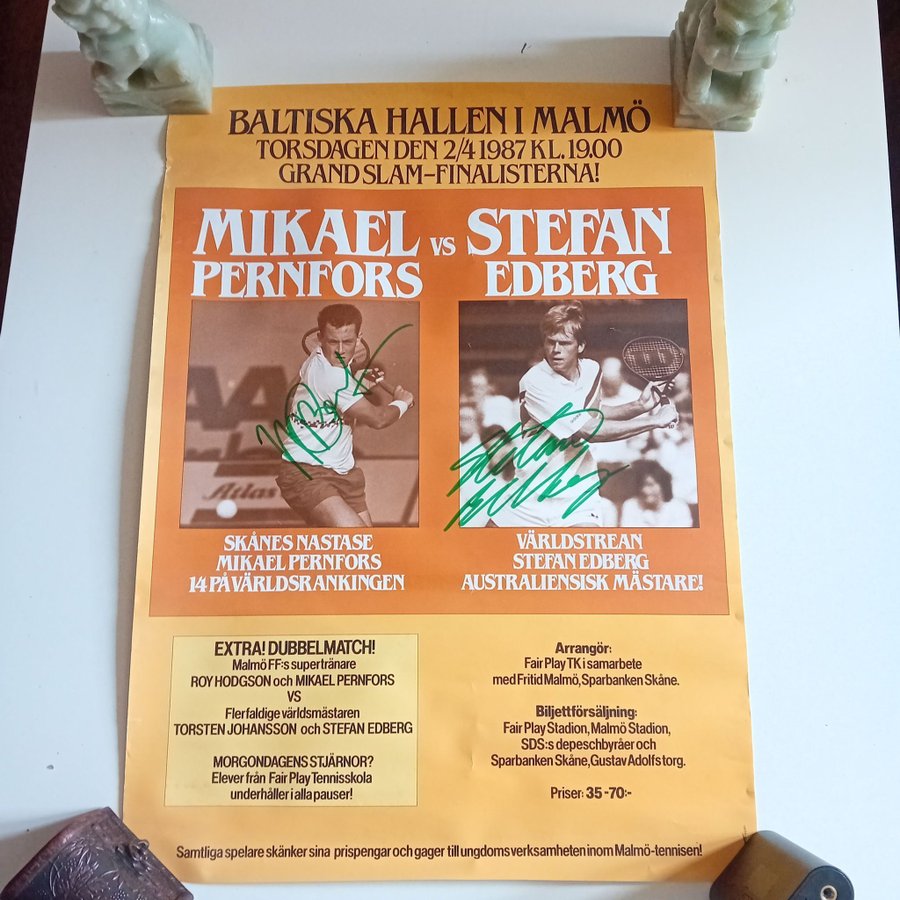 BALTISKA HALLEN I MALMÖ
TORSDAGEN DEN 2/4 1987 KL. 19.00
GRAND SLAM-FINALISTERNA!
MIKAEL
PERNFORS
VS
STEFAN
EDBERG
Atlas
SKÅNES NASTASE
MIKAEL PERNFORS
14 PÅ VÄRLDSRANKINGEN
Stefan
Edberg
VÄRLDSTREAN
STEFAN EDBERG
AUSTRALIENSISK MÄSTARE!
EXTRA! DUBBELMATCH!
Malmö FF:s supertränare
ROY HODGSON och MIKAEL PERNFORS
VS
Flerfaldige världsmästaren
TORSTEN JOHANSSON och STEFAN EDBERG
MORGONDAGENS STJÄRNOR?
Elever från Fair Play Tennisskola
underhåller i alla pauser!
Arrangör:
Fair Play TK i samarbete
med Fritid Malmö, Sparbanken Skåne.
Biljettförsäljning:
Fair Play Stadion, Malmö Stadion,
SDS:s depeschbyråer och
Sparbanken Skåne, Gustav Adolfs torg.
Priser: 35-70:-
Samtliga spelare skänker sina prispengar och gager till ungdomsverksamheten inom Malmö-tennisen!